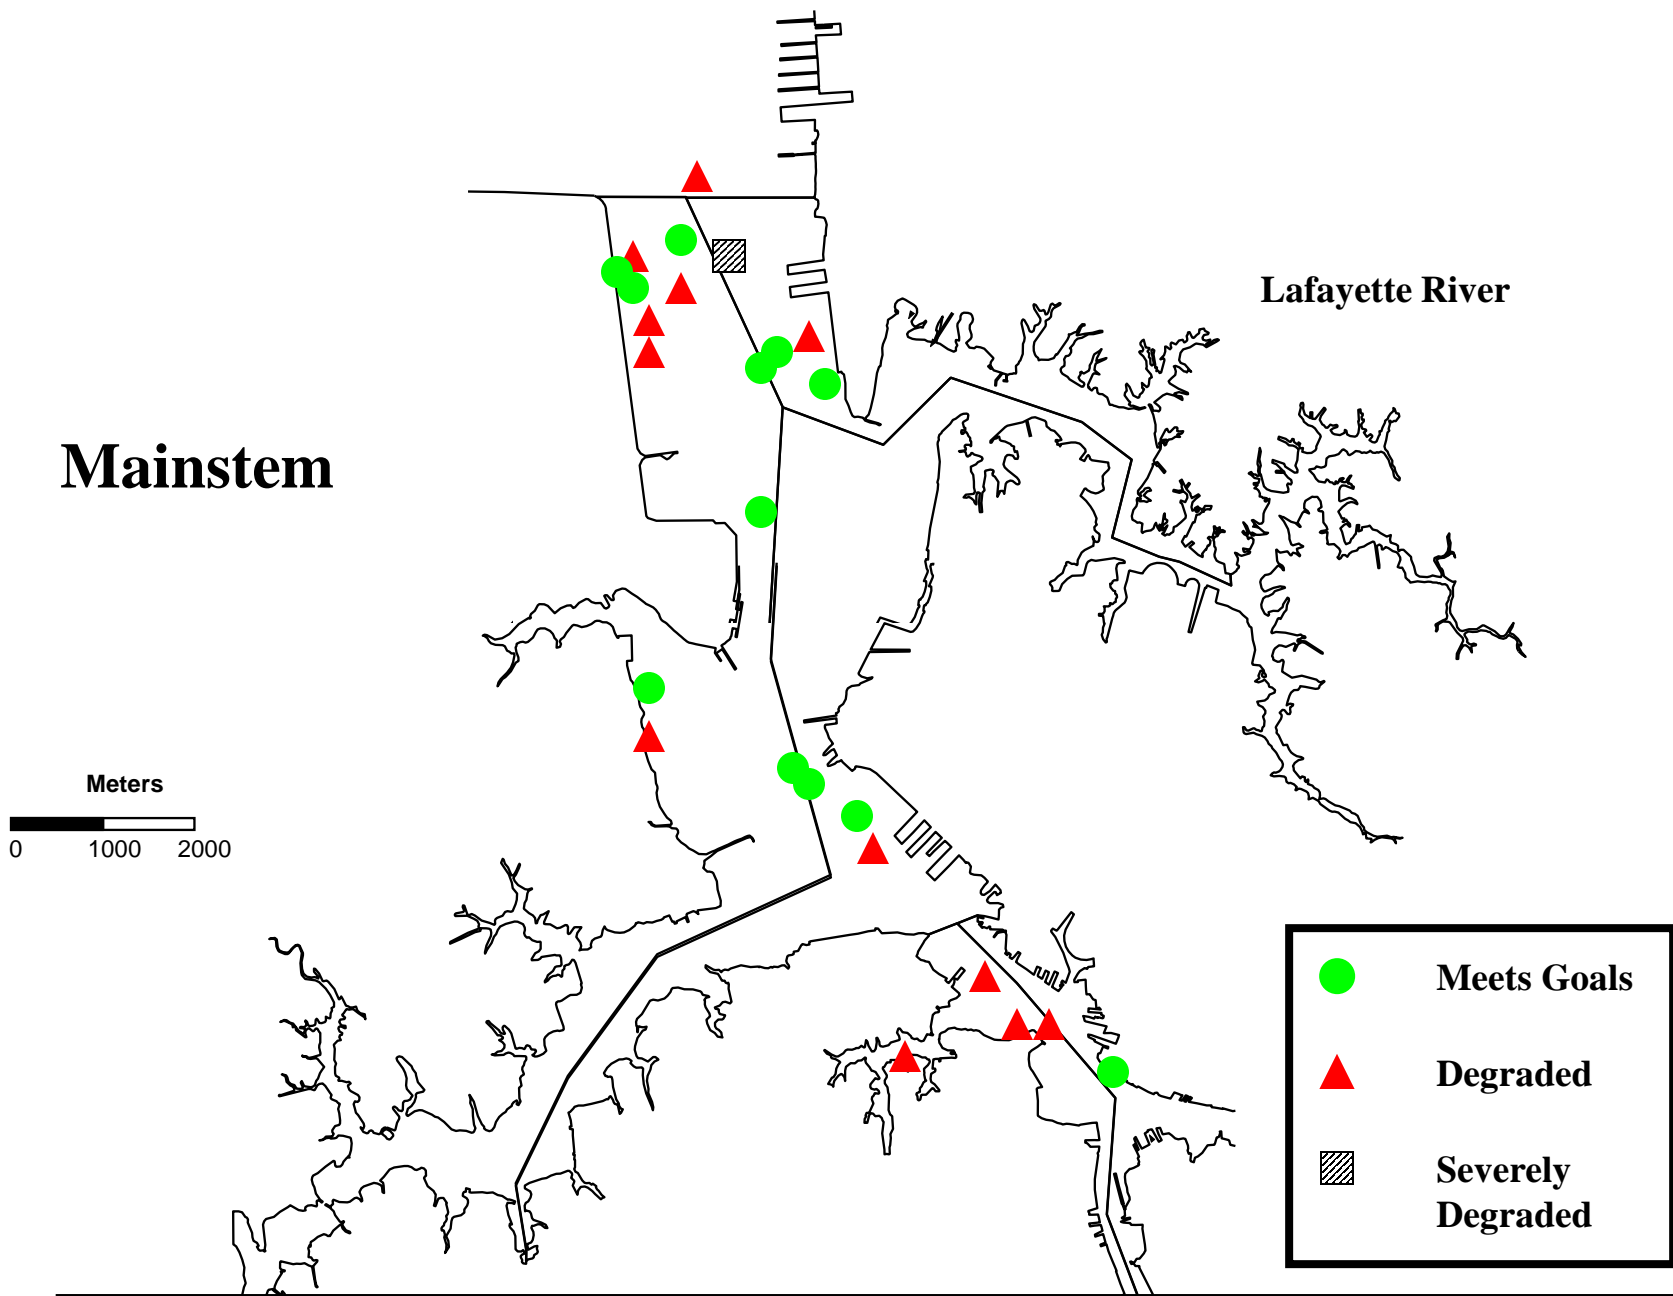 Lafayette River
Mainstem
Meters
0 1000 2000
Meets Goals
Degraded
Severely
Degraded